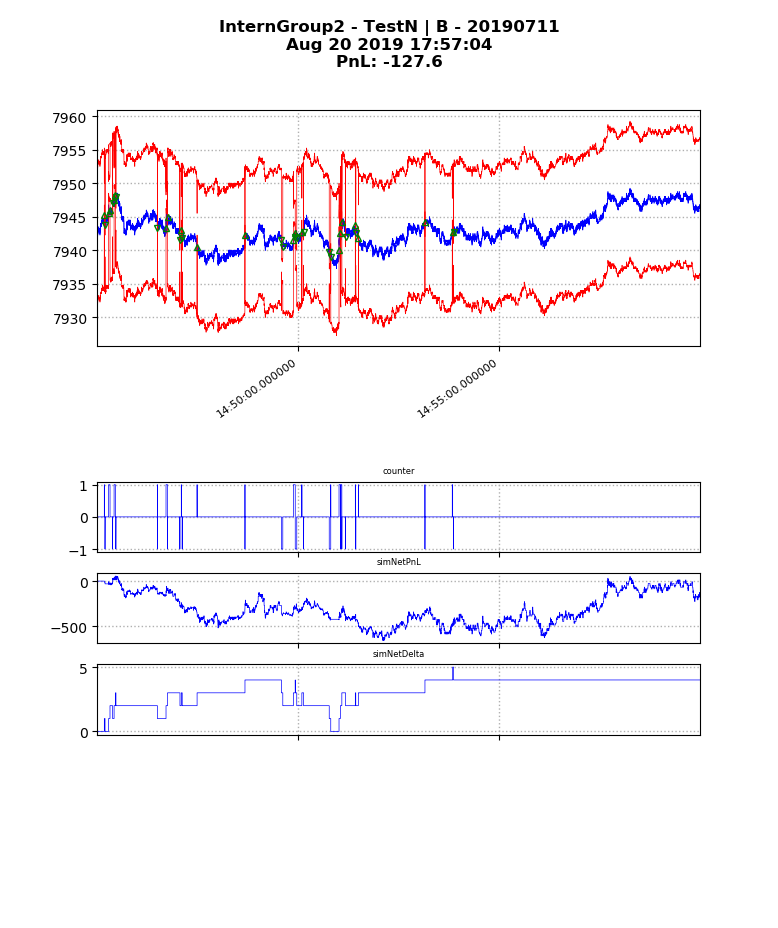 InternGroup2 - TestN | B - 20190711
Aug 20 2019 17:57:04
PnL: -127.6
7960
7955
7950
7945
7940
7935
7930
14:50:00.000000
14:55:00.000000
counter
1
0
−1
simNetPnL
0
−500
simNetDelta
5
0